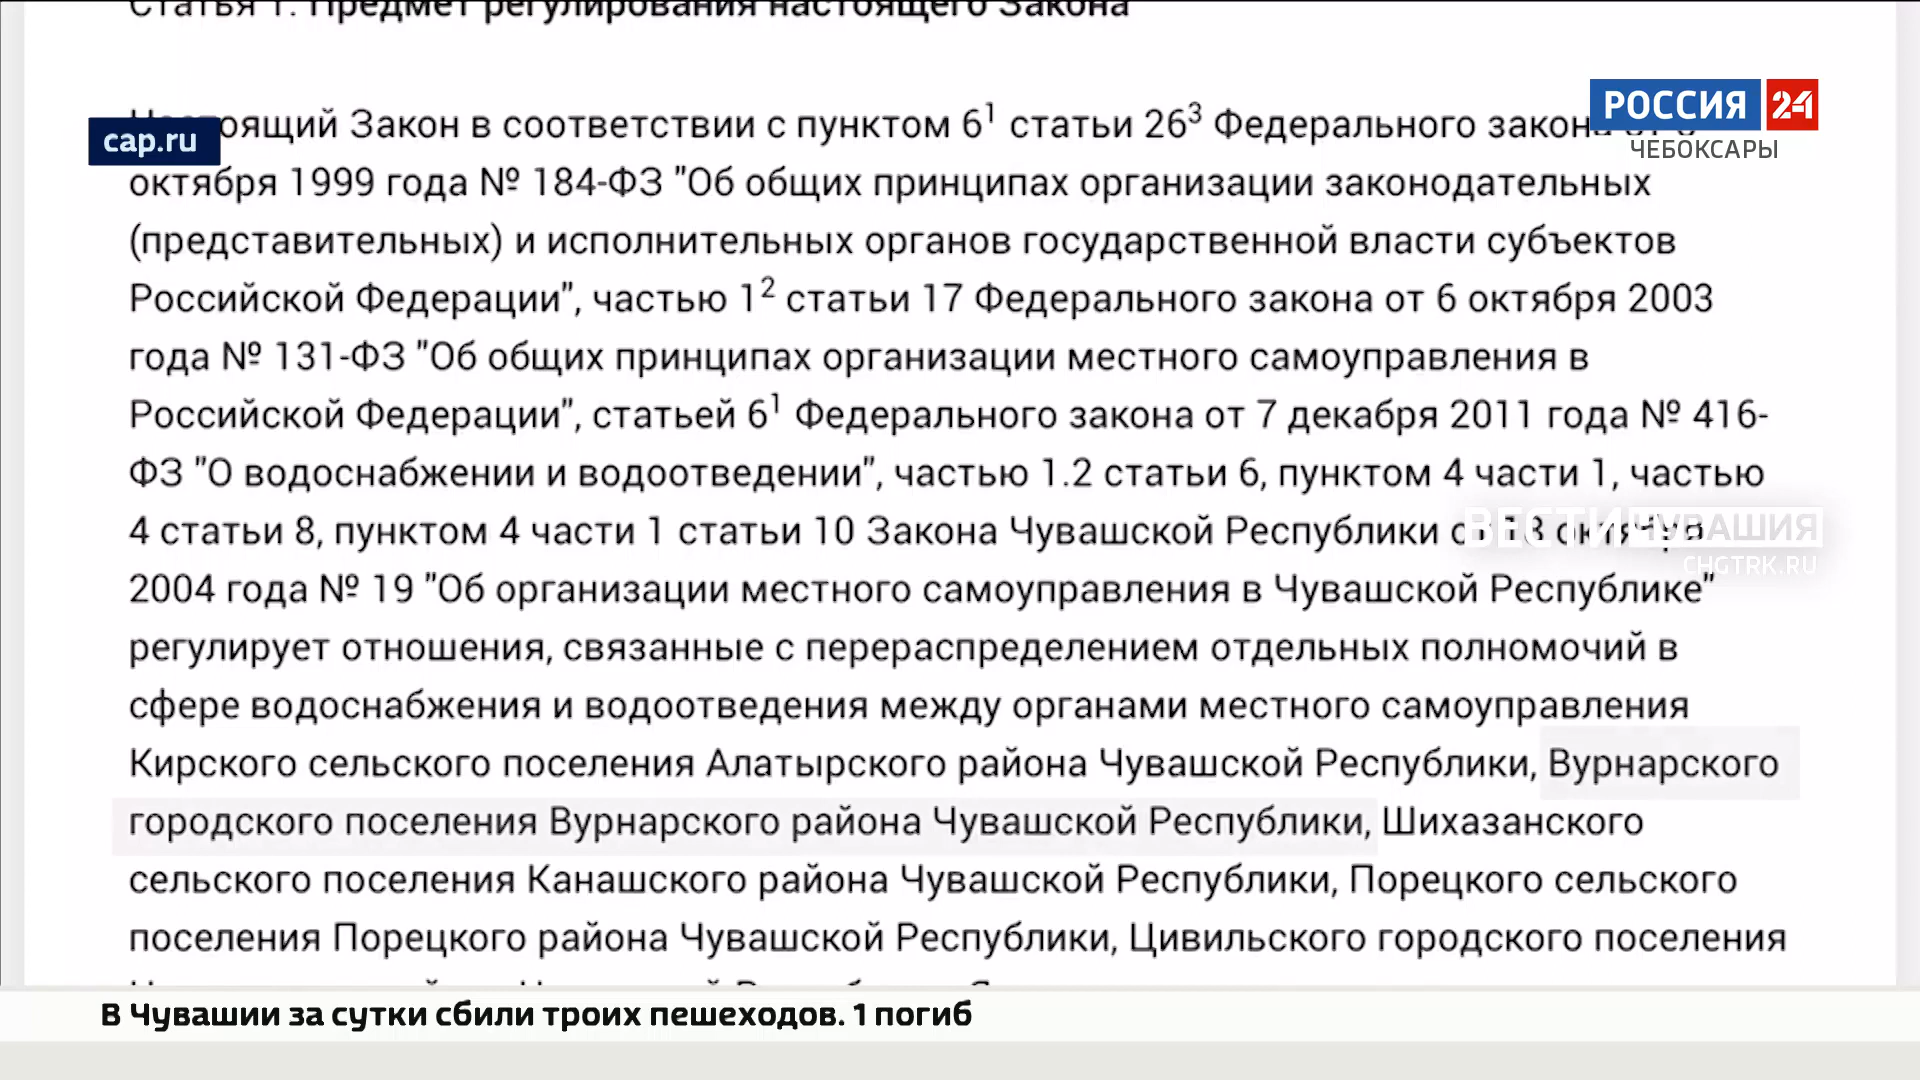 Статья 1. Предмет регулирования настоящего Закона
Настоящий Закон в соответствии с пунктом 6¹ статьи 26³ Федерального закона от 6
октября 1999 года № 184-ФЗ "Об общих принципах организации законодательных
(представительных) и исполнительных органов государственной власти субъектов
Российской Федерации", частью 1² статьи 17 Федерального закона от 6 октября 2003
года № 131-ФЗ "Об общих принципах организации местного самоуправления в
Российской Федерации", статьей 6¹ Федерального закона от 7 декабря 2011 года № 416-
ФЗ "О водоснабжении и водоотведении", частью 1.2 статьи 6, пунктом 4 части 1, частью
4 статьи 8, пунктом 4 части 1 статьи 10 Закона Чувашской Республики от 18 октября
2004 года № 19 "Об организации местного самоуправления в Чувашской Республике"
регулирует отношения, связанные с перераспределением отдельных полномочий в
сфере водоснабжения и водоотведения между органами местного самоуправления
Кирского сельского поселения Алатырского района Чувашской Республики, Вурнарского
городского поселения Вурнарского района Чувашской Республики, Шихазанского
сельского поселения Канашского района Чувашской Республики, Порецкого сельского
поселения Порецкого района Чувашской Республики, Цивильского городского поселения
cap.ru
РОССИЯ 24
ЧЕБОКСАРЫ
ВЕСТИ ЧУВАШИЯ
CHGTRK.RU
В Чувашии за сутки сбили троих пешеходов. 1 погиб